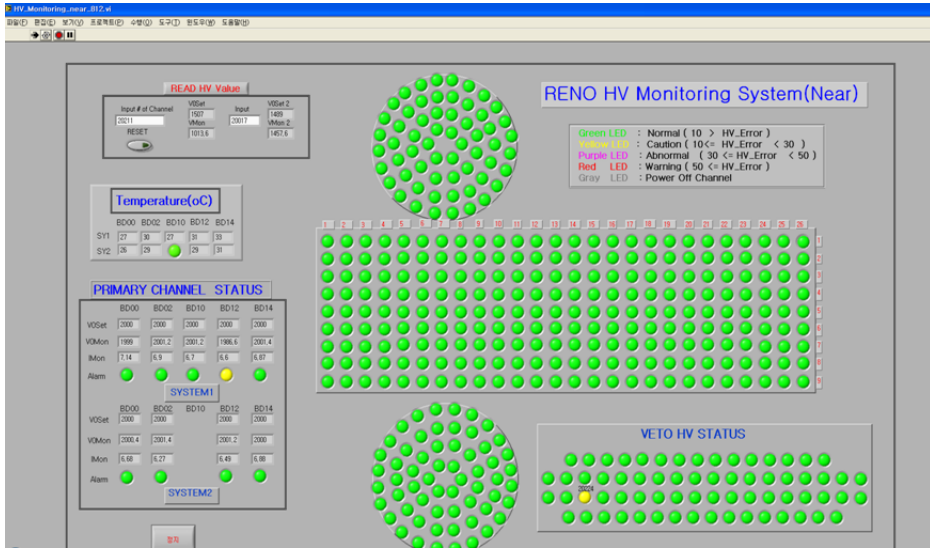 HV_Monitoring_near_812.vi
파일(F) 편집(E) 보기(V) 프로젝트(P) 수행(O) 도구(T) 윈도우(W) 도움말(H)
READ HV Value
Input # of Channel V0Set Input V0Set 2
20211 1507 20017 1489
VMon VMon 2
RESET 1013,6 1457,6
RENO HV Monitoring System(Near)
Green LED : Normal ( 10 > HV_Error )
Yellow LED : Caution ( 10<= HV_Error < 30 )
Purple LED : Abnormal ( 30 <= HV_Error < 50 )
Red LED : Warning ( 50 <= HV_Error )
Gray LED : Power Off Channel
Temperature(oC)
BD00 BD02 BD10 BD12 BD14
SY1 27 30 27 31 33
SY2 26 29 29 31
1 2 3 4 5 6 7 8 9 10 11 12 13 14 15 16 17 18 19 20 21 22 23 24 25 26
1
2
3
4
5
6
7
8
9
PRIMARY CHANNEL STATUS
BD00 BD02 BD10 BD12 BD14
V0Set 2000 2000 2000 2000 2000
V0Mon 1999 2001,2 2001,2 1986,6 2001,4
IMon 7,14 6,9 6,7 6,6 6,87
Alarm
SYSTEM1
BD00 BD02 BD10 BD12 BD14
V0Set 2000 2000 2000 2000
V0Mon 2000,4 2001,4 2001,2 2000
IMon 6,68 6,27 6,49 6,88
Alarm
SYSTEM2
VETO HV STATUS
20224
정지